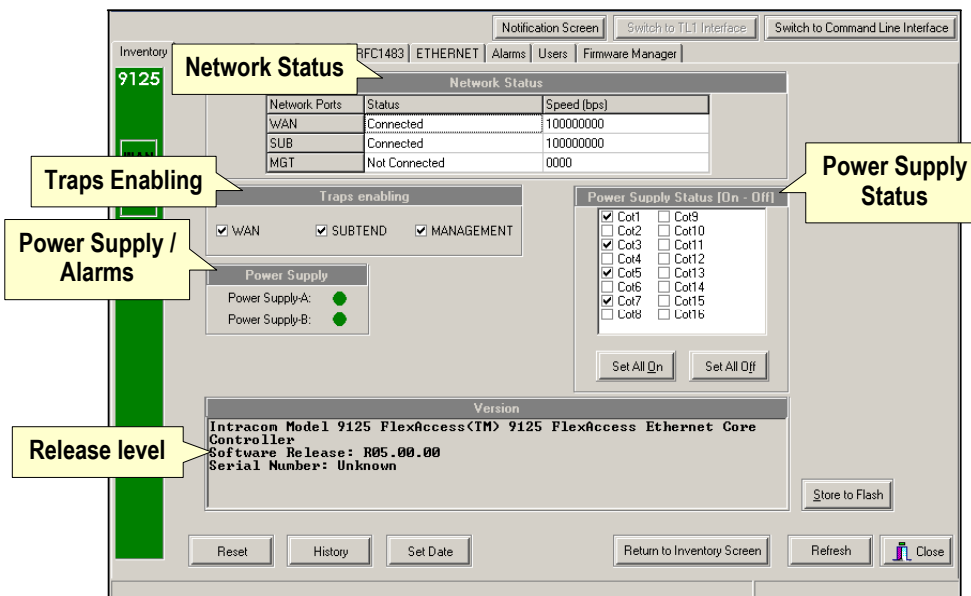 Notification Screen Switch to TL1 Interface Switch to Command Line Interface
Inventory RFC1483 ETHERNET Alarms Users Firmware Manager
9125
Network Status
Network Status
Network Ports Status Speed (bps)
WAN Connected 100000000
SUB Connected 100000000
MGT Not Connected 0000
WAN
Traps Enabling
Traps enabling
WAN SUBTEND MANAGEMENT
Power Supply Status
Power Supply Status [On - Off]
Cot1 Cot9
Cot2 Cot10
Cot3 Cot11
Cot4 Cot12
Cot5 Cot13
Cot6 Cot14
Cot7 Cot15
Cot8 Cot16
Set All On Set All Off
Power Supply /
Alarms
Power Supply
Power Supply-A:
Power Supply-B:
Version
Intracom Model 9125 FlexAccess(TM) 9125 FlexAccess Ethernet Core
Controller
Software Release: R05.00.00
Serial Number: Unknown
Release level
Store to Flash
Reset History Set Date Return to Inventory Screen Refresh Close